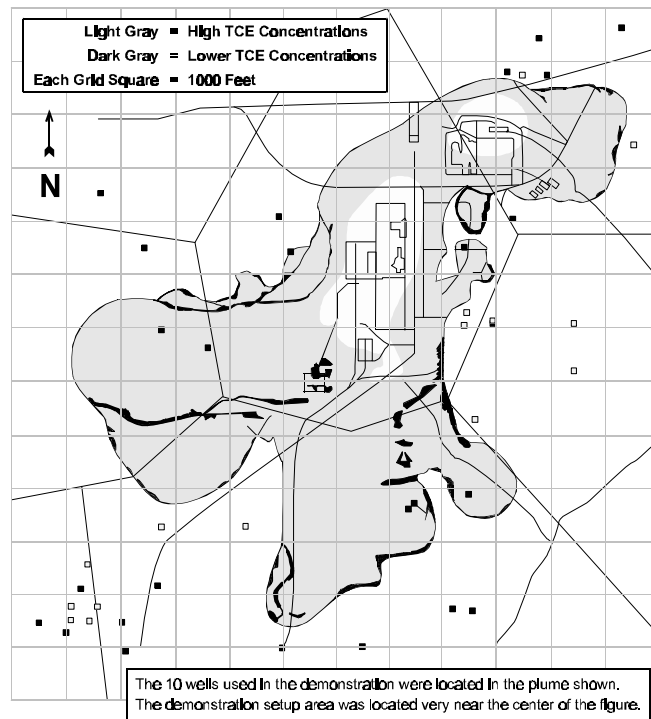 Light Gray = High TCE Concentrations
Dark Gray = Lower TCE Concentrations
Each Grid Square = 1000 Feet
N
The 10 wells used in the demonstration were located in the plume shown.
The demonstration setup area was located very near the center of the figure.